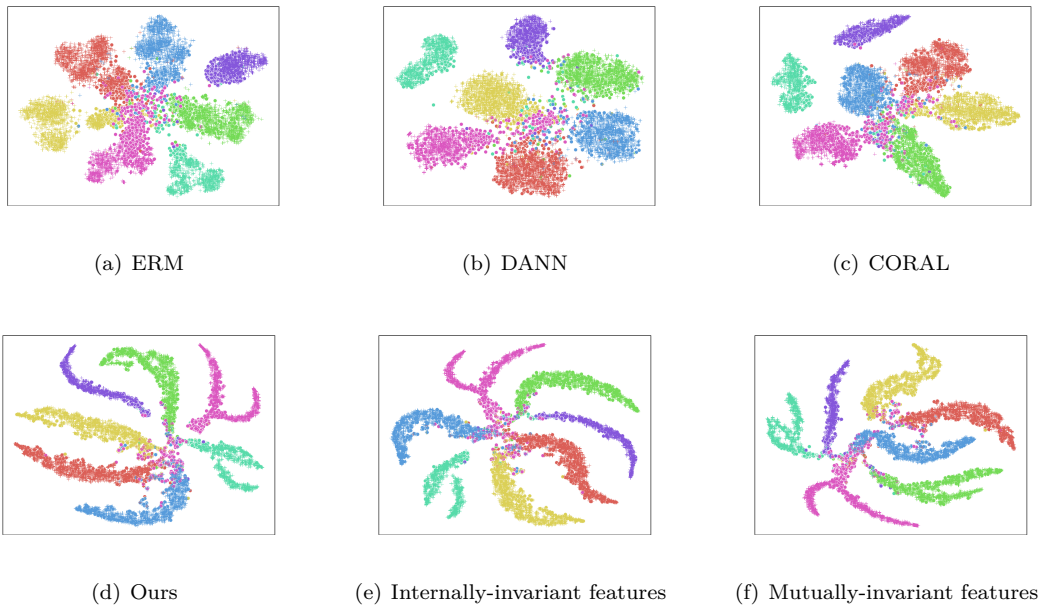 (a) ERM
(b) DANN
(c) CORAL
(d) Ours
(e) Internally-invariant features
(f) Mutually-invariant features